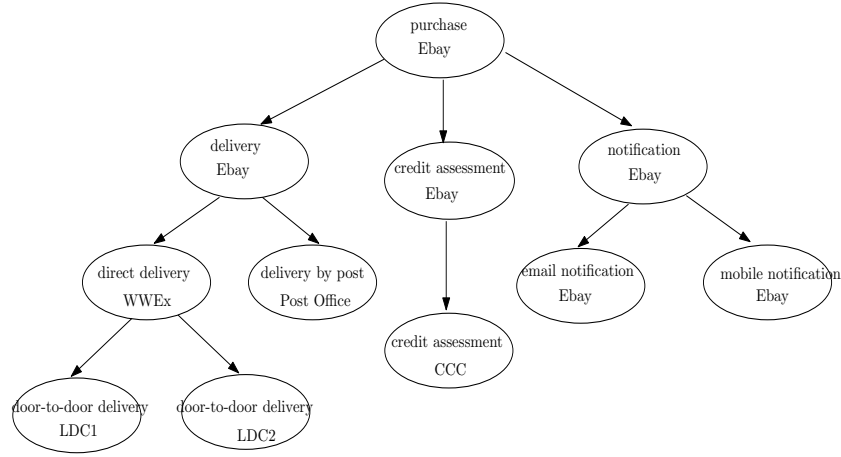 purchase
Ebay
delivery
Ebay
credit assessment
Ebay
notification
Ebay
direct delivery
WWEx
delivery by post
Post Office
email notification
Ebay
mobile notification
Ebay
credit assessment
CCC
door-to-door delivery
LDC1
door-to-door delivery
LDC2